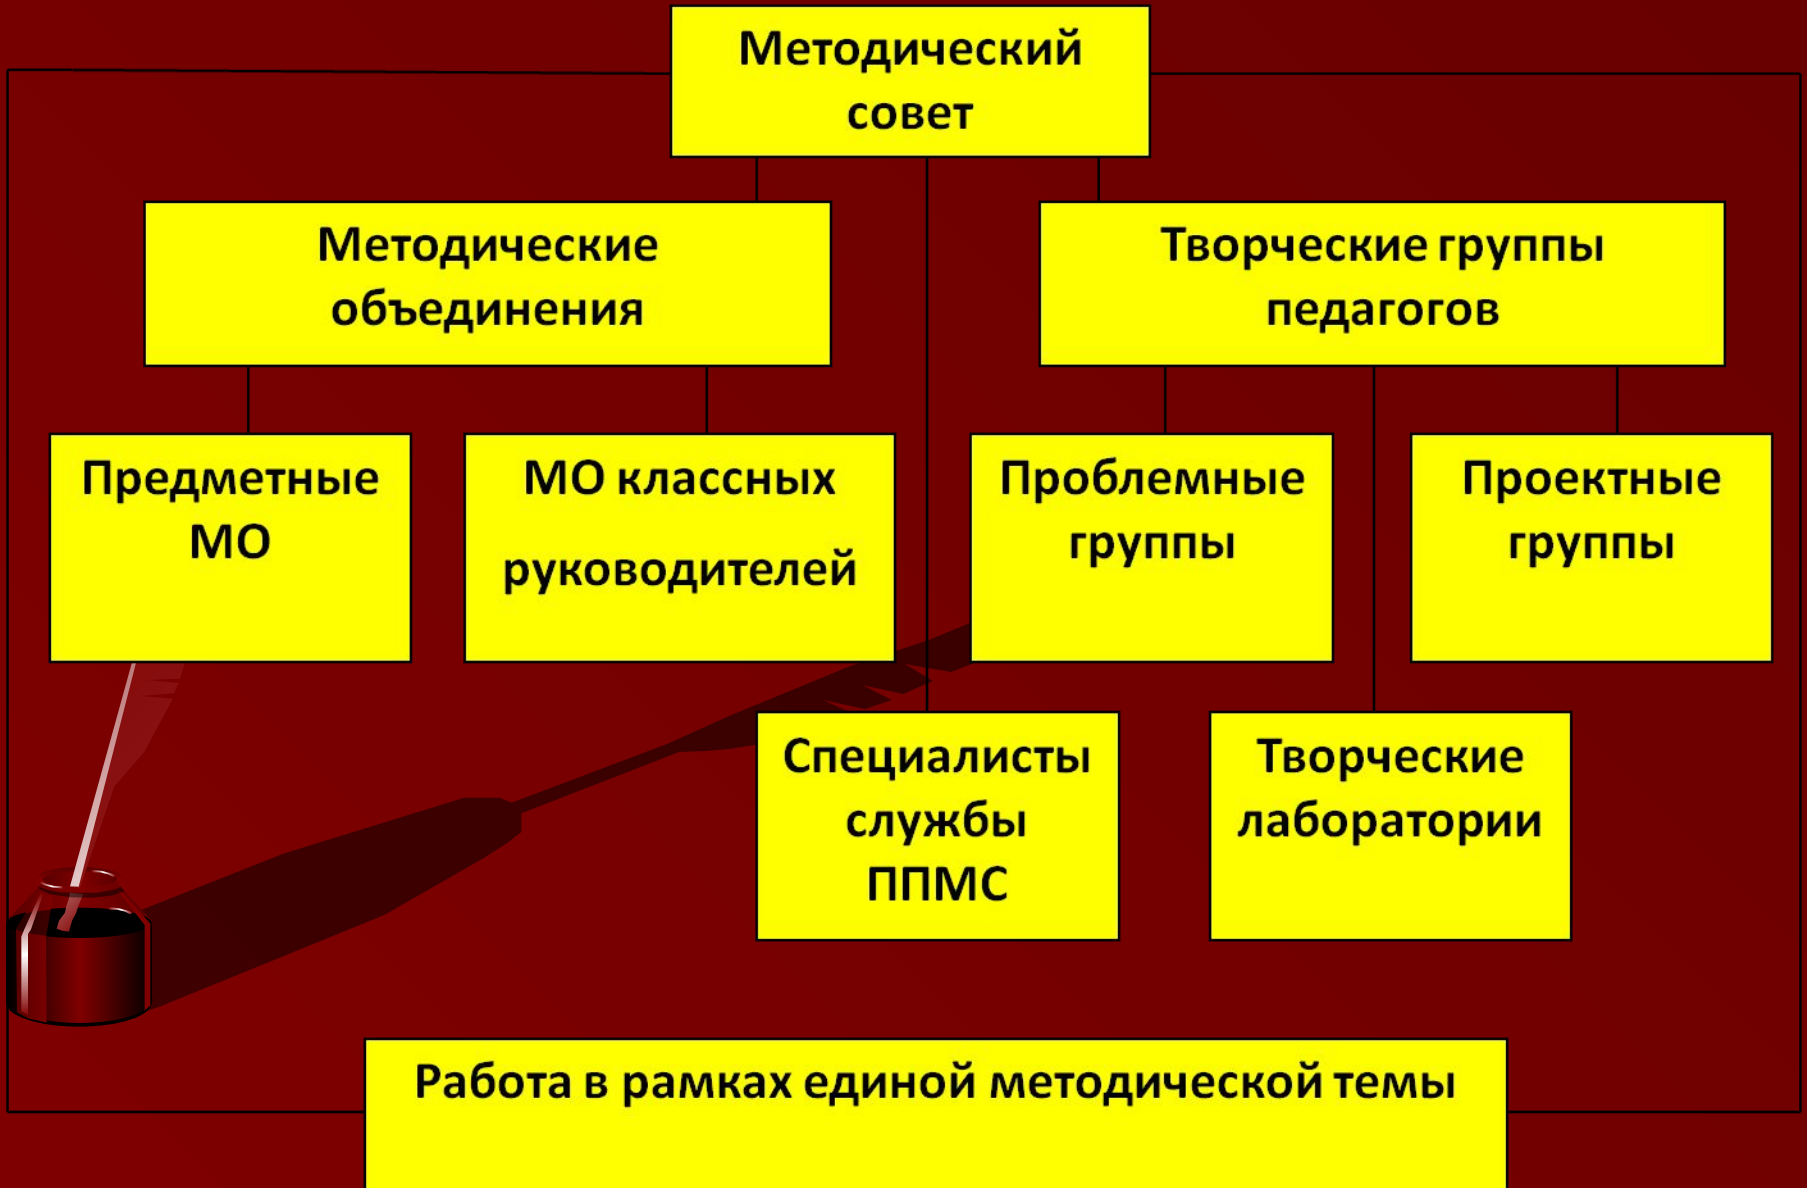 Методический
совет
Методические
объединения
Творческие группы
педагогов
Предметные
МО
МО классных
руководителей
Проблемные
группы
Проектные
группы
Специалисты
службы
ППМС
Творческие
лаборатории
Работа в рамках единой методической темы